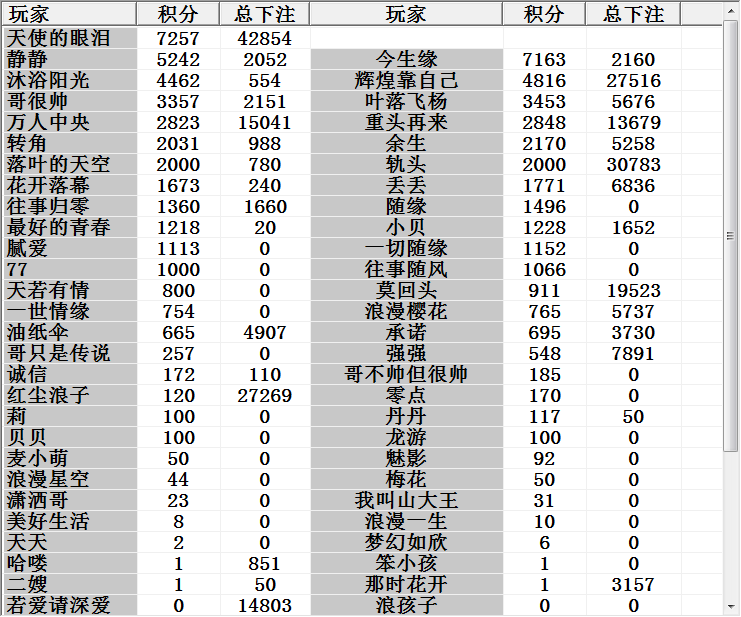 玩家 积分 总下注 玩家 积分 总下注
天使的眼泪 7257 42854
静静 5242 2052 今生缘 7163 2160
沐浴阳光 4462 554 辉煌靠自己 4816 27516
哥很帅 3357 2151 叶落飞杨 3453 5676
万人中央 2823 15041 重头再来 2848 13679
转角 2031 988 余生 2170 5258
落叶的天空 2000 780 轨头 2000 30783
花开落幕 1673 240 丢丢 1771 6836
往事归零 1360 1660 随缘 1496 0
最好的青春 1218 20 小贝 1228 1652
腻爱 1113 0 一切随缘 1152 0
77 1000 0 往事随风 1066 0
天若有情 800 0 莫回头 911 19523
一世情缘 754 0 浪漫樱花 765 5737
油纸伞 665 4907 承诺 695 3730
哥只是传说 257 0 强强 548 7891
诚信 172 110 哥不帅但很帅 185 0
红尘浪子 120 27269 零点 170 0
莉 100 0 丹丹 117 50
贝贝 100 0 龙游 100 0
麦小萌 50 0 魅影 92 0
浪漫星空 44 0 梅花 50 0
潇洒哥 23 0 我叫山大王 31 0
美好生活 8 0 浪漫一生 10 0
天天 2 0 梦幻如欣 6 0
哈喽 1 851 笨小孩 1 0
二嫂 1 50 那时花开 1 3157
若爱请深爱 0 14803 浪孩子 0 0